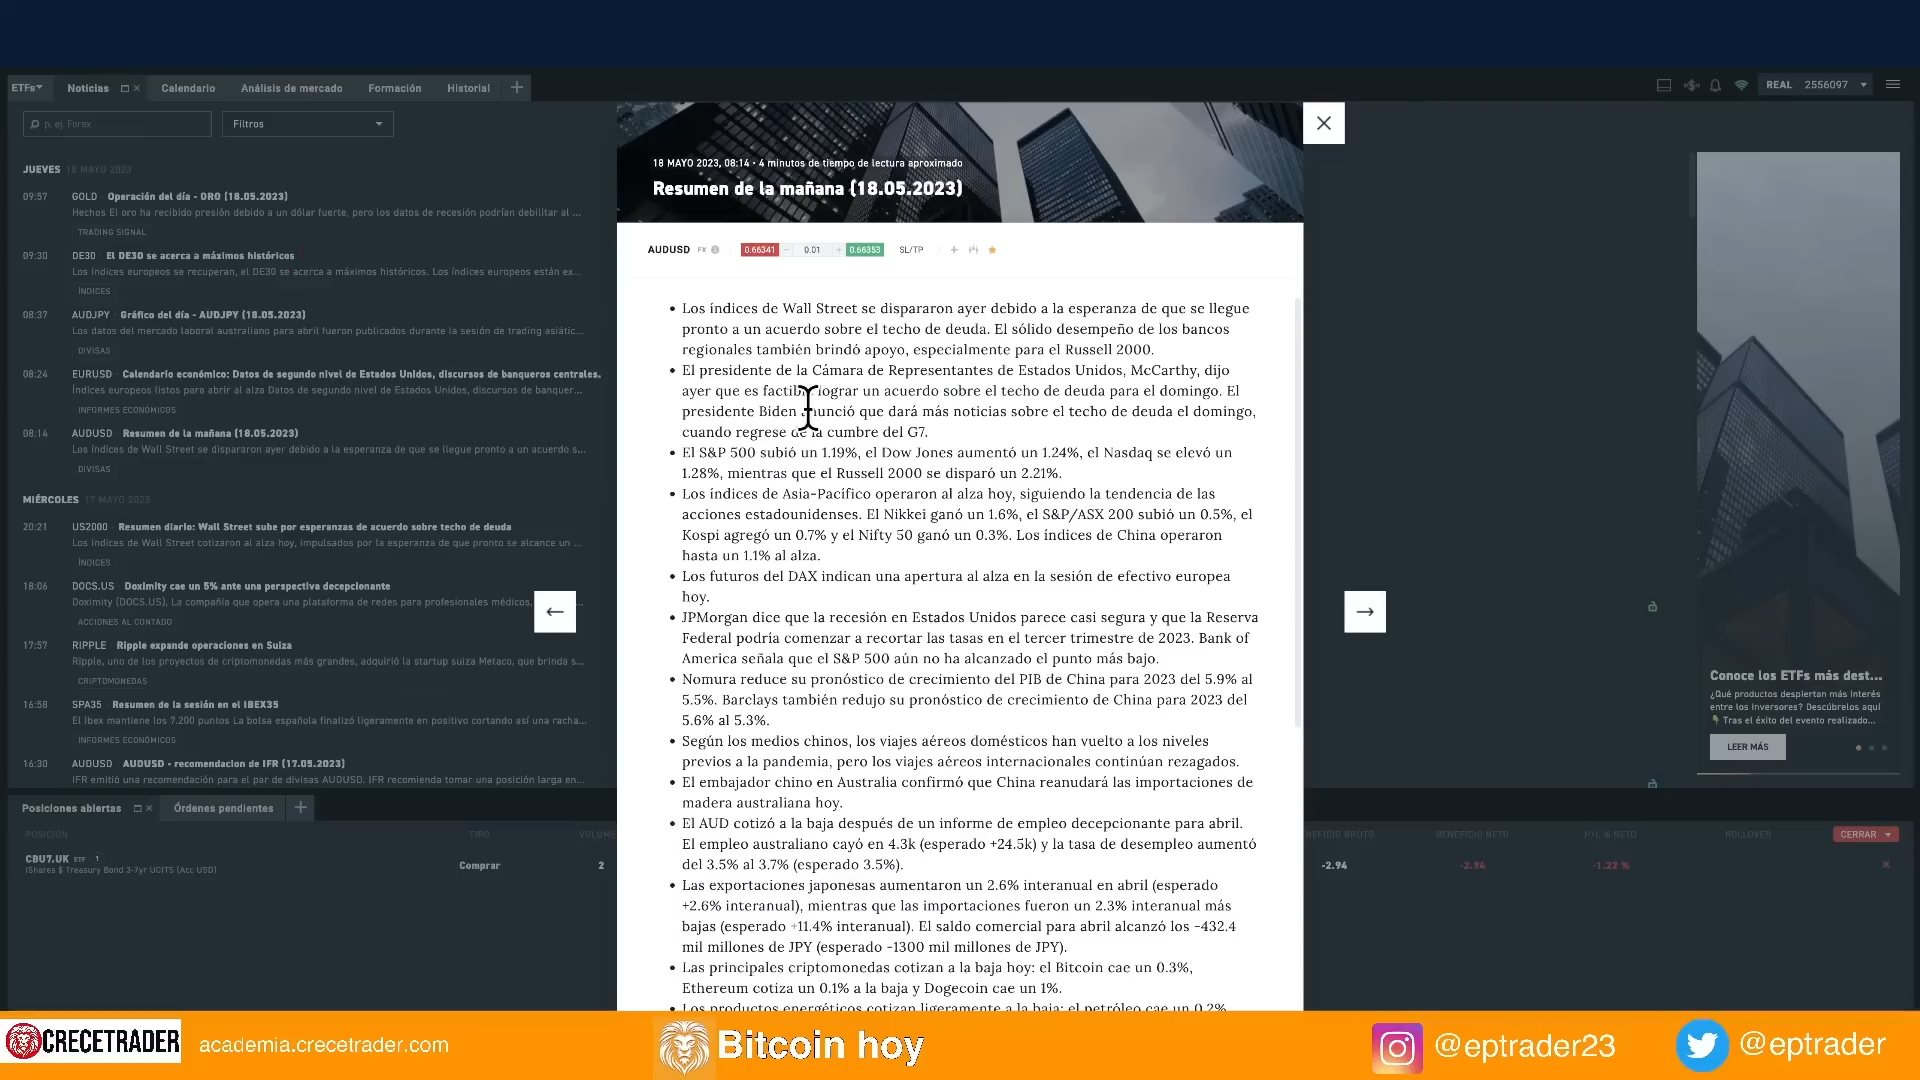 ETFs
Noticias
Calendario
Análisis de mercado
Formación
Historial
REAL 2556097
p. ej. Forex
Filtros
JUEVES 18 MAYO 2023
09:57 GOLD · Operación del día - ORO (18.05.2023)
Hechos El oro ha recibido presión debido a un dólar fuerte, pero los datos de recesión podrían debilitar al ...
TRADING SIGNAL
09:30 DE30 · El DE30 se acerca a máximos históricos
Los índices europeos se recuperan, el DE30 se acerca a máximos históricos. Los índices europeos están ex...
ÍNDICES
08:37 AUDJPY · Gráfico del día - AUDJPY (18.05.2023)
Los datos del mercado laboral australiano para abril fueron publicados durante la sesión de trading asiátic...
DIVISAS
08:24 EURUSD · Calendario económico: Datos de segundo nivel de Estados Unidos, discursos de banqueros centrales.
Índices europeos listos para abrir al alza Datos de segundo nivel de Estados Unidos, discursos de banquer...
INFORMES ECONÓMICOS
08:14 AUDUSD · Resumen de la mañana (18.05.2023)
Los índices de Wall Street se dispararon ayer debido a la esperanza de que se llegue pronto a un acuerdo s...
DIVISAS
MIÉRCOLES 17 MAYO 2023
20:21 US2000 · Resumen diario: Wall Street sube por esperanzas de acuerdo sobre techo de deuda
Los índices de Wall Street cotizaron al alza hoy, impulsados por la esperanza de que pronto se alcance un ...
ÍNDICES
18:06 DOCS.US · Doximity cae un 5% ante una perspectiva decepcionante
Doximity (DOCS.US), La compañía que opera una plataforma de redes para profesionales médicos,
ACCIONES AL CONTADO
17:57 RIPPLE · Ripple expande operaciones en Suiza
Ripple, uno de los proyectos de criptomonedas más grandes, adquirió la startup suiza Metaco, que brinda s...
CRIPTOMONEDAS
16:58 SPA35 · Resumen de la sesión en el IBEX35
El Ibex mantiene los 7.200 puntos La bolsa española finalizó ligeramente en positivo cortando así una racha...
INFORMES ECONÓMICOS
16:30 AUDUSD · AUDUSD - recomendacion de IFR (17.05.2023)
IFR emitió una recomendación para el par de divisas AUDUSD. IFR recomienda tomar una posición larga en...
18 MAYO 2023, 08:14 · 4 minutos de tiempo de lectura aproximado
Resumen de la mañana (18.05.2023)
AUDUSD FX 0.66341 - 0.01 + 0.66353 SL/TP
• Los índices de Wall Street se dispararon ayer debido a la esperanza de que se llegue
pronto a un acuerdo sobre el techo de deuda. El sólido desempeño de los bancos
regionales también brindó apoyo, especialmente para el Russell 2000.
• El presidente de la Cámara de Representantes de Estados Unidos, McCarthy, dijo
ayer que es factible lograr un acuerdo sobre el techo de deuda para el domingo. El
presidente Biden anunció que dará más noticias sobre el techo de deuda el domingo,
cuando regrese de la cumbre del G7.
• El S&P 500 subió un 1.19%, el Dow Jones aumentó un 1.24%, el Nasdaq se elevó un
1.28%, mientras que el Russell 2000 se disparó un 2.21%.
• Los índices de Asia-Pacífico operaron al alza hoy, siguiendo la tendencia de las
acciones estadounidenses. El Nikkei ganó un 1.6%, el S&P/ASX 200 subió un 0.5%, el
Kospi agregó un 0.7% y el Nifty 50 ganó un 0.3%. Los índices de China operaron
hasta un 1.1% al alza.
• Los futuros del DAX indican una apertura al alza en la sesión de efectivo europea
hoy.
• JPMorgan dice que la recesión en Estados Unidos parece casi segura y que la Reserva
Federal podría comenzar a recortar las tasas en el tercer trimestre de 2023. Bank of
America señala que el S&P 500 aún no ha alcanzado el punto más bajo.
• Nomura reduce su pronóstico de crecimiento del PIB de China para 2023 del 5.9% al
5.5%. Barclays también redujo su pronóstico de crecimiento de China para 2023 del
5.6% al 5.3%.
• Según los medios chinos, los viajes aéreos domésticos han vuelto a los niveles
previos a la pandemia, pero los viajes aéreos internacionales continúan rezagados.
• El embajador chino en Australia confirmó que China reanudará las importaciones de
madera australiana hoy.
• El AUD cotizó a la baja después de un informe de empleo decepcionante para abril.
El empleo australiano cayó en 4.3k (esperado +24.5k) y la tasa de desempleo aumentó
del 3.5% al 3.7% (esperado 3.5%).
• Las exportaciones japonesas aumentaron un 2.6% interanual en abril (esperado
+2.6% interanual), mientras que las importaciones fueron un 2.3% interanual más
bajas (esperado +11.4% interanual). El saldo comercial para abril alcanzó los -432.4
mil millones de JPY (esperado -1300 mil millones de JPY).
• Las principales criptomonedas cotizan a la baja hoy: el Bitcoin cae un 0.3%,
Ethereum cotiza un 0.1% a la baja y Dogecoin cae un 1%.
• Los productos energéticos cotizan ligeramente a la baja: el petróleo cae un 0.2%
Conoce los ETFs más dest...
¿Qué productos despiertan más interés
entre los inversores? Descúbrelos aquí
Tras el éxito del evento realizado...
LEER MÁS
Posiciones abiertas
Órdenes pendientes
POSICIÓN TIPO VOLUME BENEFICIO NETO P/L % NETO ROLLOVER CERRAR
CBU7.UK ETF 1 Comprar 2 -2.94 -2.94 -1.22 %
iShares $ Treasury Bond 3-7yr UCITS (Acc USD)
CRECETRADER
academia.crecetrader.com
Bitcoin hoy
@eptrader23
@eptrader